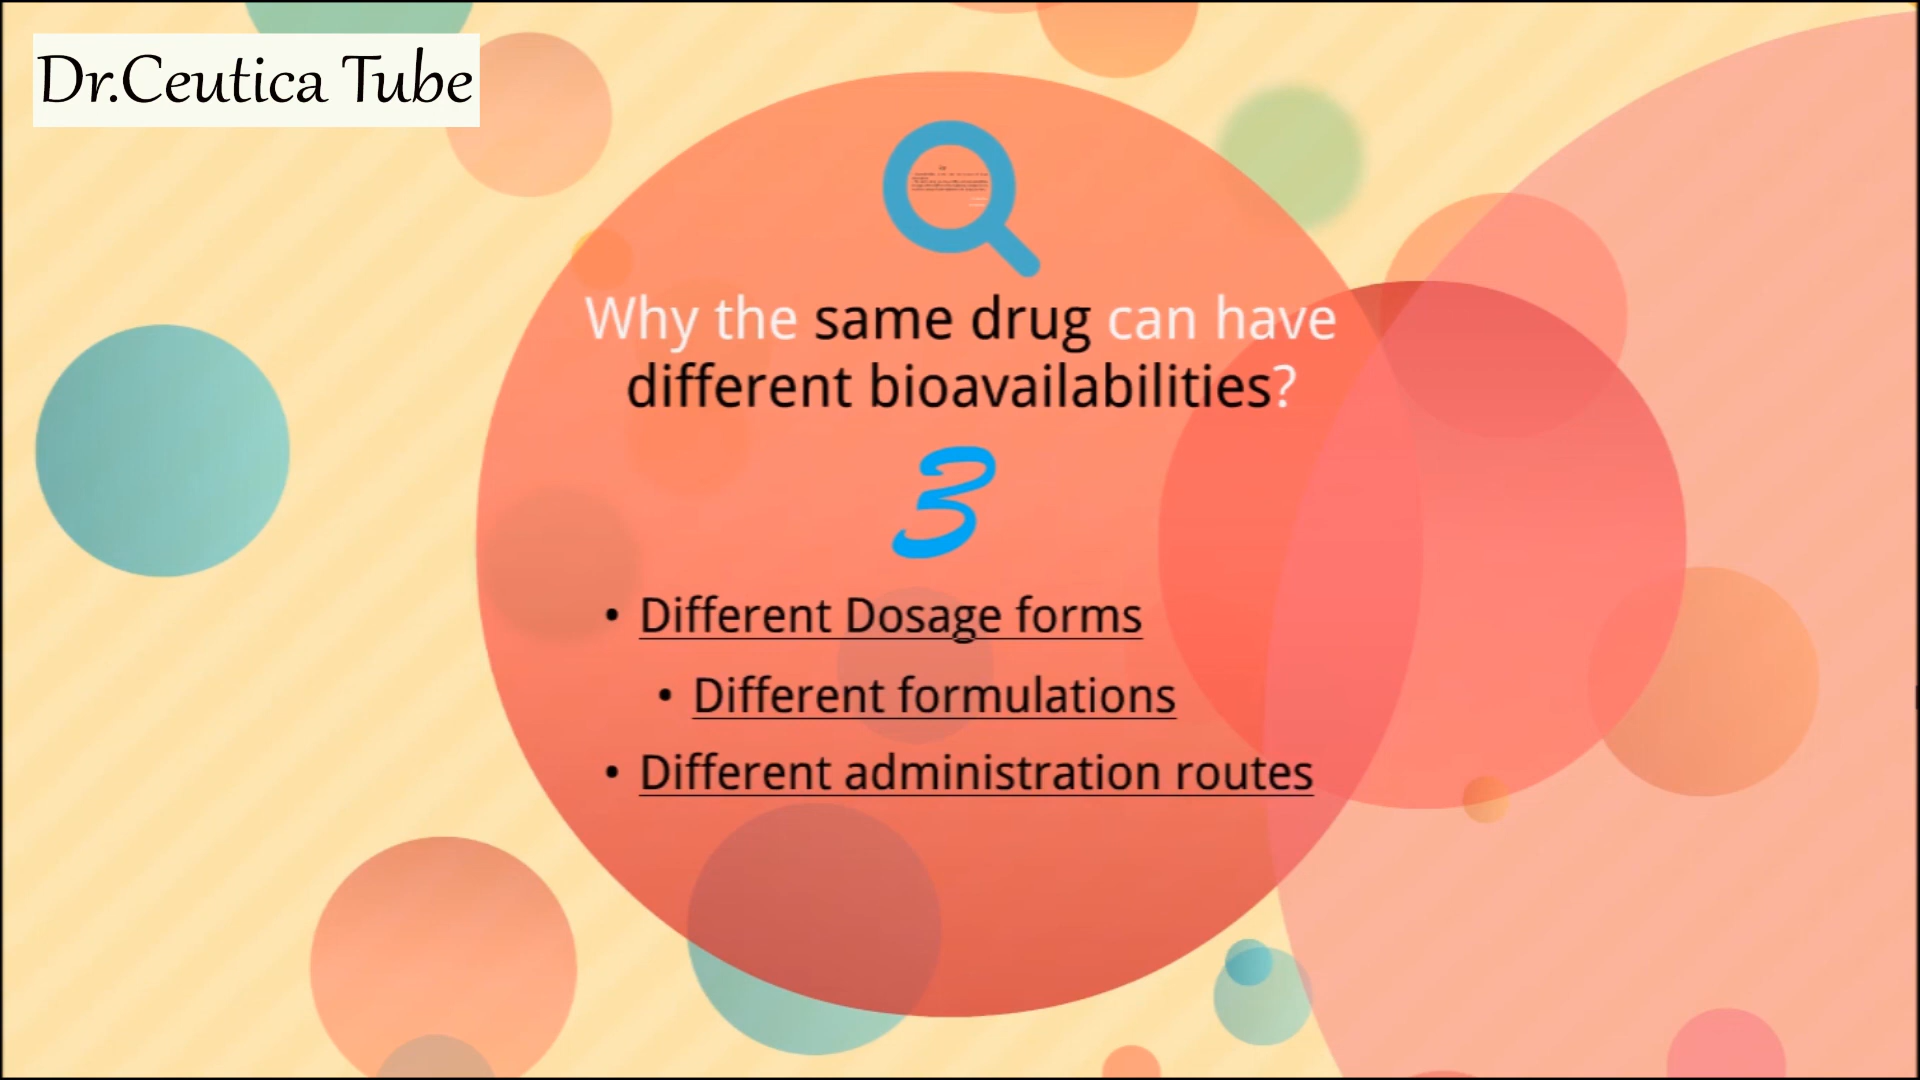 Dr.Ceutica Tube
Why the same drug can have
different bioavailabilities?
3
• Different Dosage forms
• Different formulations
• Different administration routes